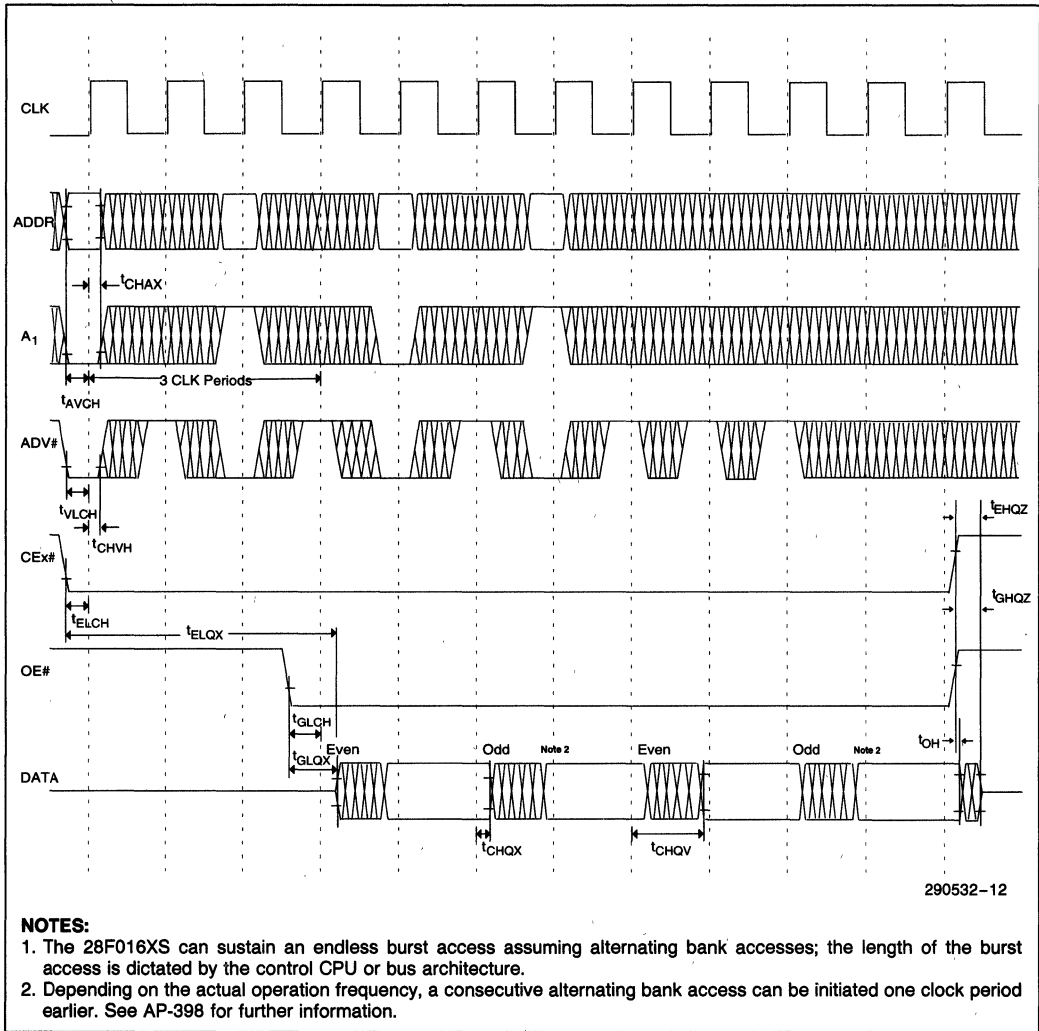 CLK
ADDR
tCHAX
A1
3 CLK Periods
tAVCH
ADV#
tVLCH
tCHVH
tEHQZ
CEx#
tELCH
tGHQZ
tELQX
OE#
tGLCH
tGLQX
Even Odd Note 2 Even Odd Note 2
tOH
DATA
tCHQX
tCHQV
290532-12
NOTES:
1. The 28F016XS can sustain an endless burst access assuming alternating bank accesses; the length of the burst
access is dictated by the control CPU or bus architecture.
2. Depending on the actual operation frequency, a consecutive alternating bank access can be initiated one clock period
earlier. See AP-398 for further information.